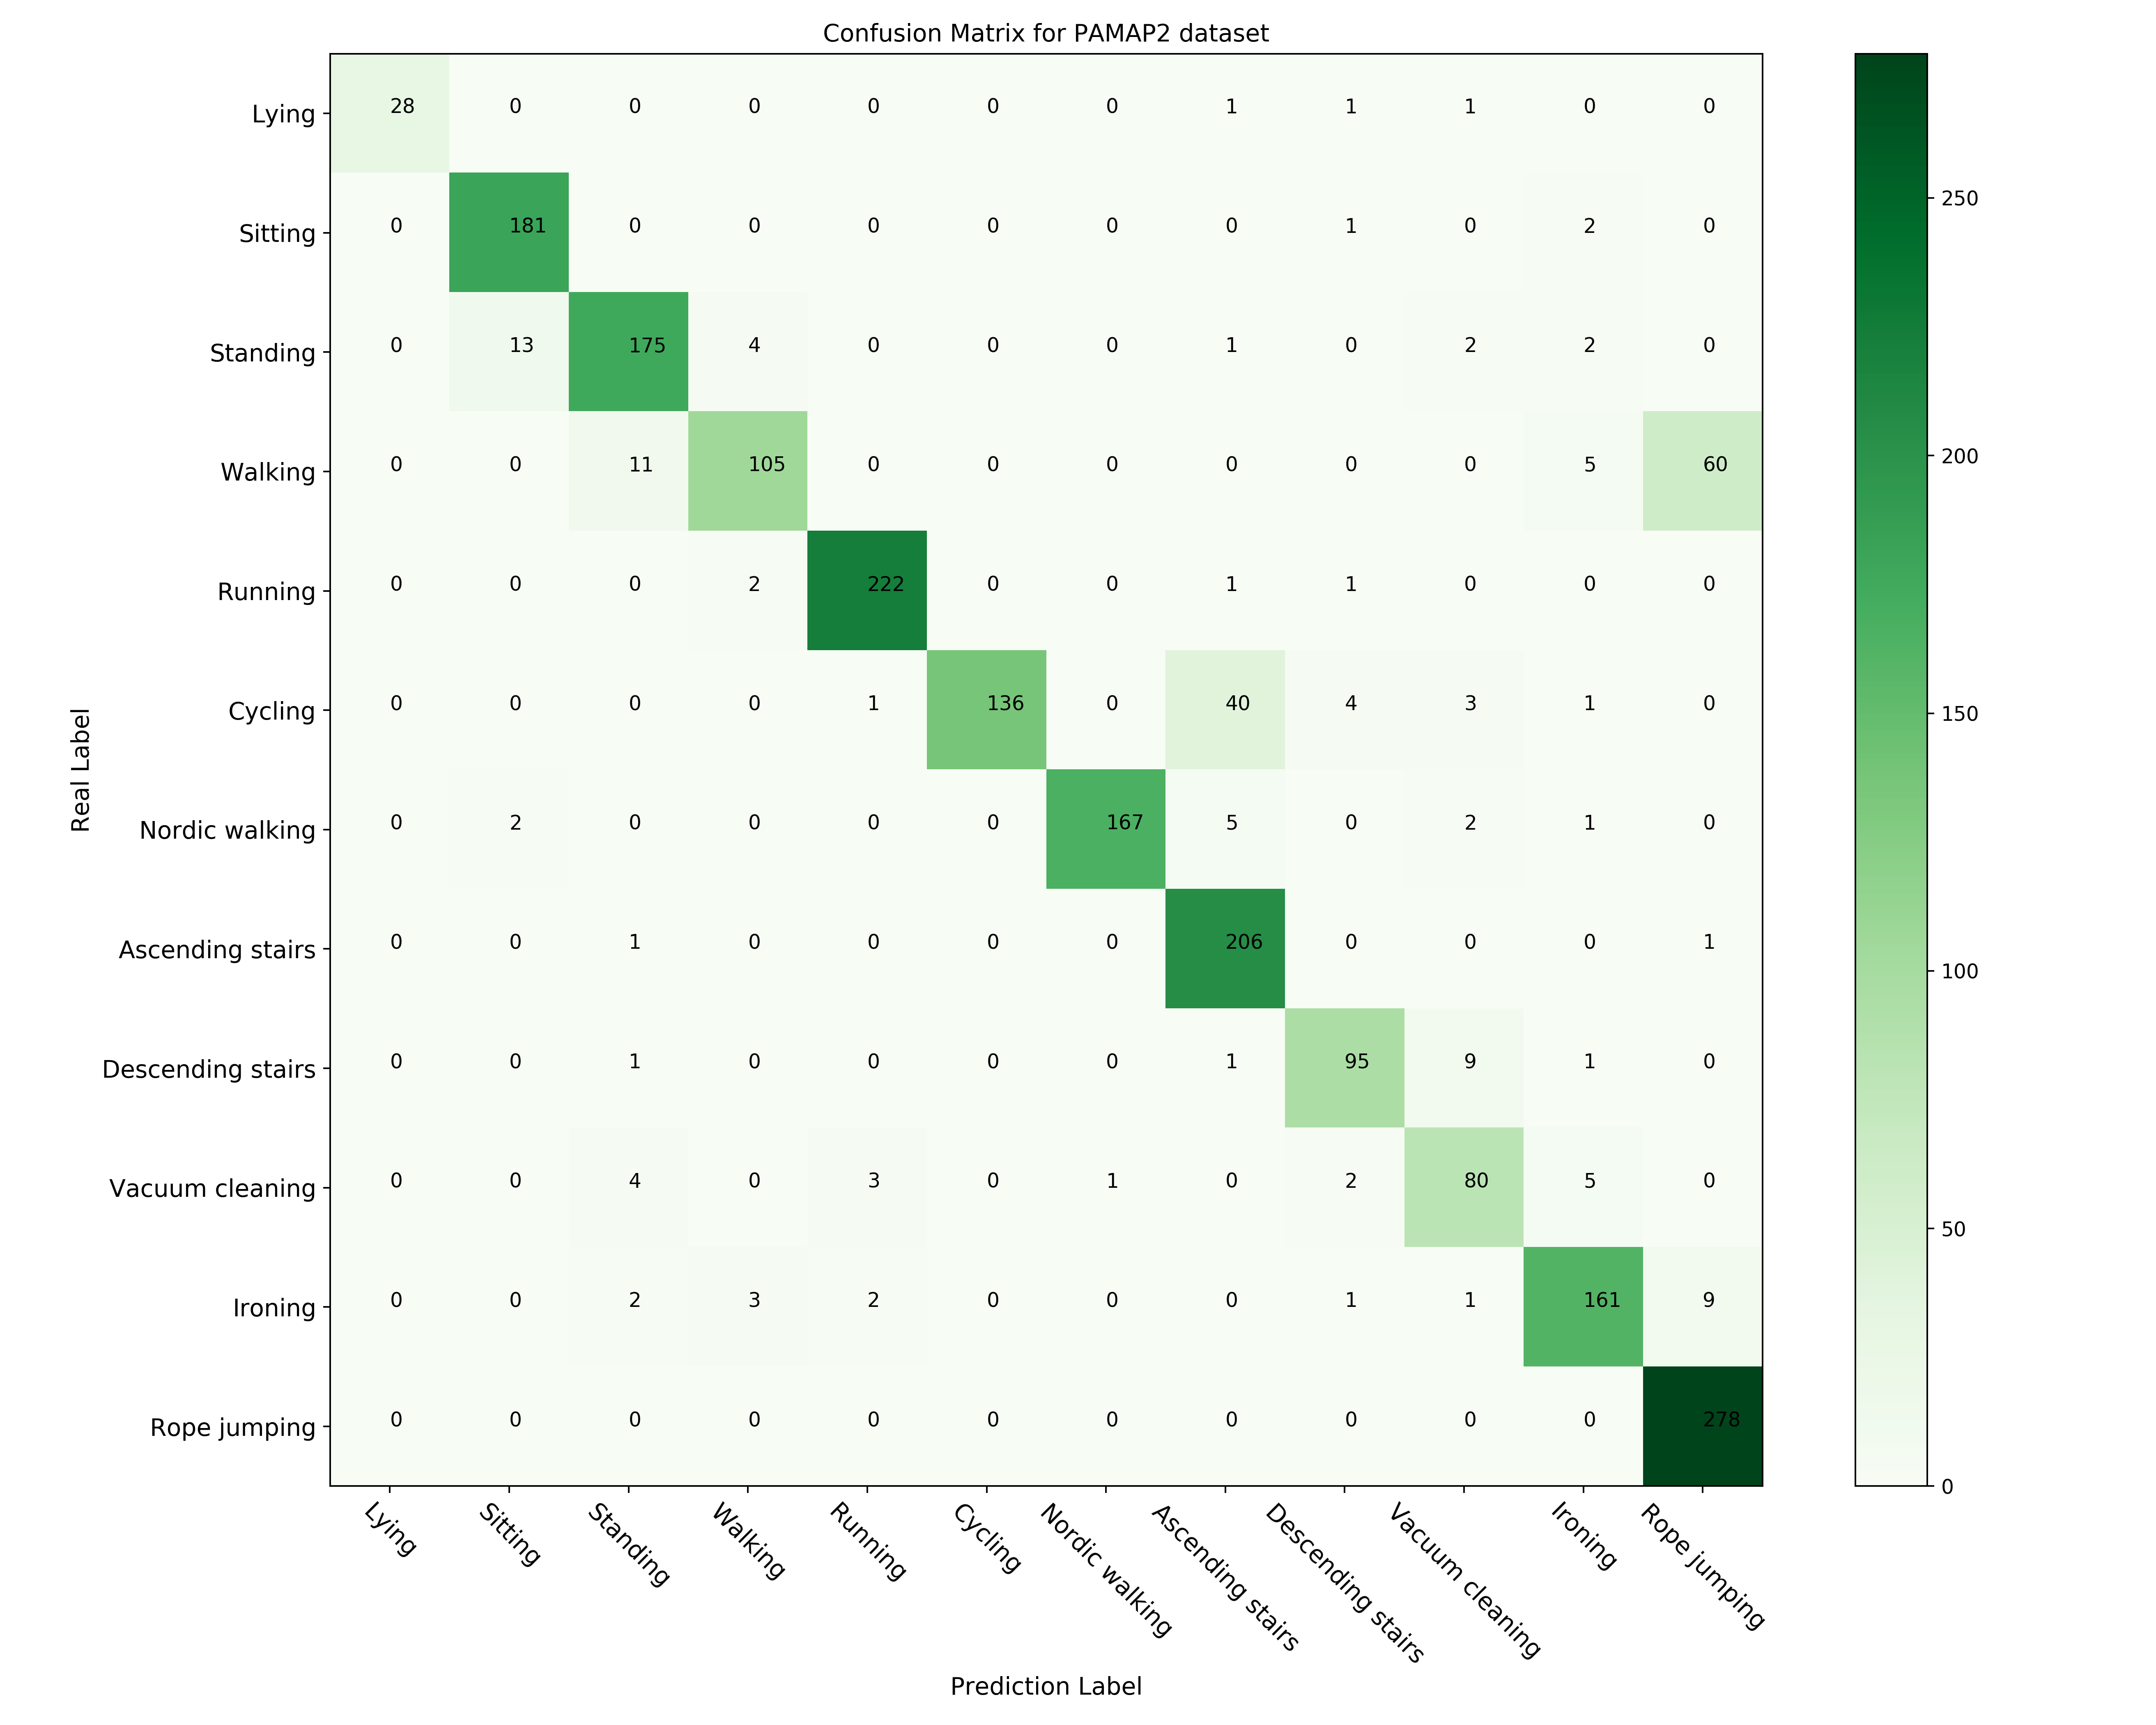 Confusion Matrix for PAMAP2 dataset
Lying 28 0 0 0 0 0 0 1 1 1 0 0
Sitting 0 181 0 0 0 0 0 0 1 0 2 0
250
Standing 0 13 175 4 0 0 0 1 0 2 2 0
Walking 0 0 11 105 0 0 0 0 0 0 5 60
200
Running 0 0 0 2 222 0 0 1 1 0 0 0
Cycling 0 0 0 0 1 136 0 40 4 3 1 0
150
Real Label
Nordic walking 0 2 0 0 0 0 167 5 0 2 1 0
Ascending stairs 0 0 1 0 0 0 0 206 0 0 0 1
100
Descending stairs 0 0 1 0 0 0 0 1 95 9 1 0
Vacuum cleaning 0 0 4 0 3 0 1 0 2 80 5 0
50
Ironing 0 0 2 3 2 0 0 0 1 1 161 9
Rope jumping 0 0 0 0 0 0 0 0 0 0 0 278
0
Lying
Sitting
Standing
Walking
Running
Cycling
Nordic walking
Ascending stairs
Descending stairs
Vacuum cleaning
Ironing
Rope jumping
Prediction Label